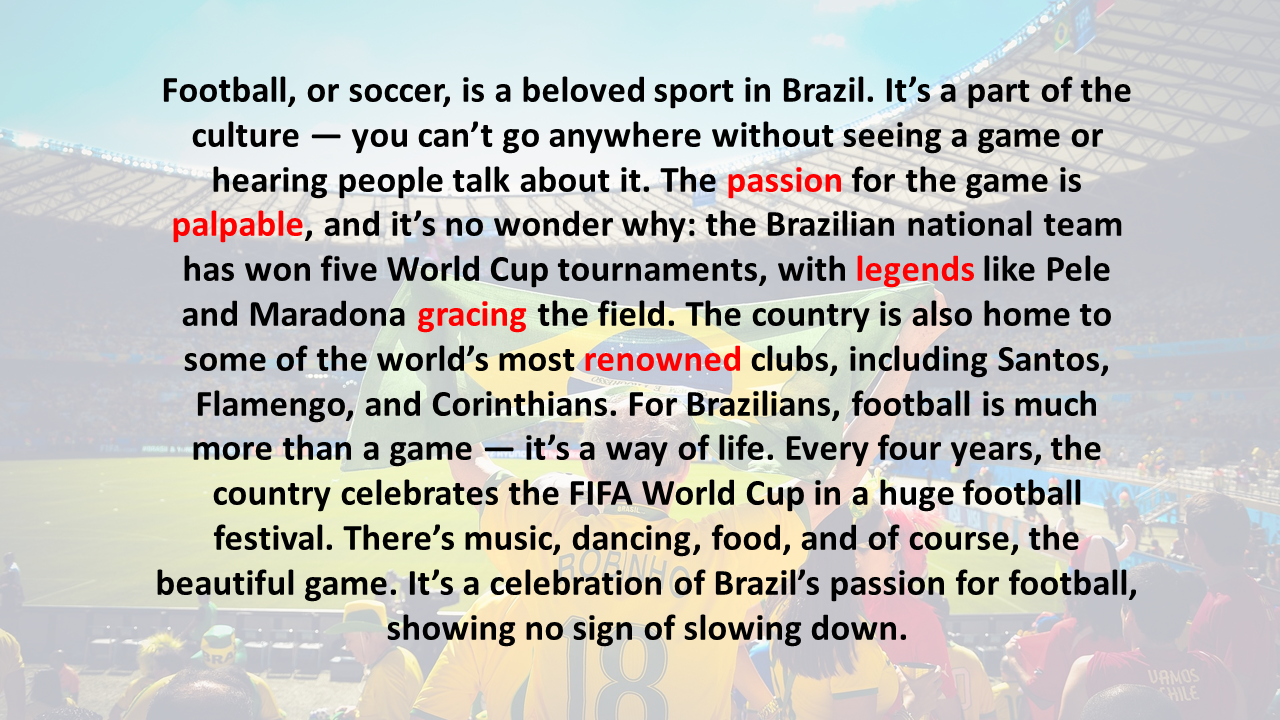 Football, or soccer, is a beloved sport in Brazil. It’s a part of the
culture — you can’t go anywhere without seeing a game or
hearing people talk about it. The passion for the game is
palpable, and it’s no wonder why: the Brazilian national team
has won five World Cup tournaments, with legends like Pele
and Maradona gracing the field. The country is also home to
some of the world’s most renowned clubs, including Santos,
Flamengo, and Corinthians. For Brazilians, football is much
more than a game — it’s a way of life. Every four years, the
country celebrates the FIFA World Cup in a huge football
festival. There’s music, dancing, food, and of course, the
beautiful game. It’s a celebration of Brazil’s passion for football,
showing no sign of slowing down.
BRASIL
ROBINHO
18
BRA
VAMOS
CHILE